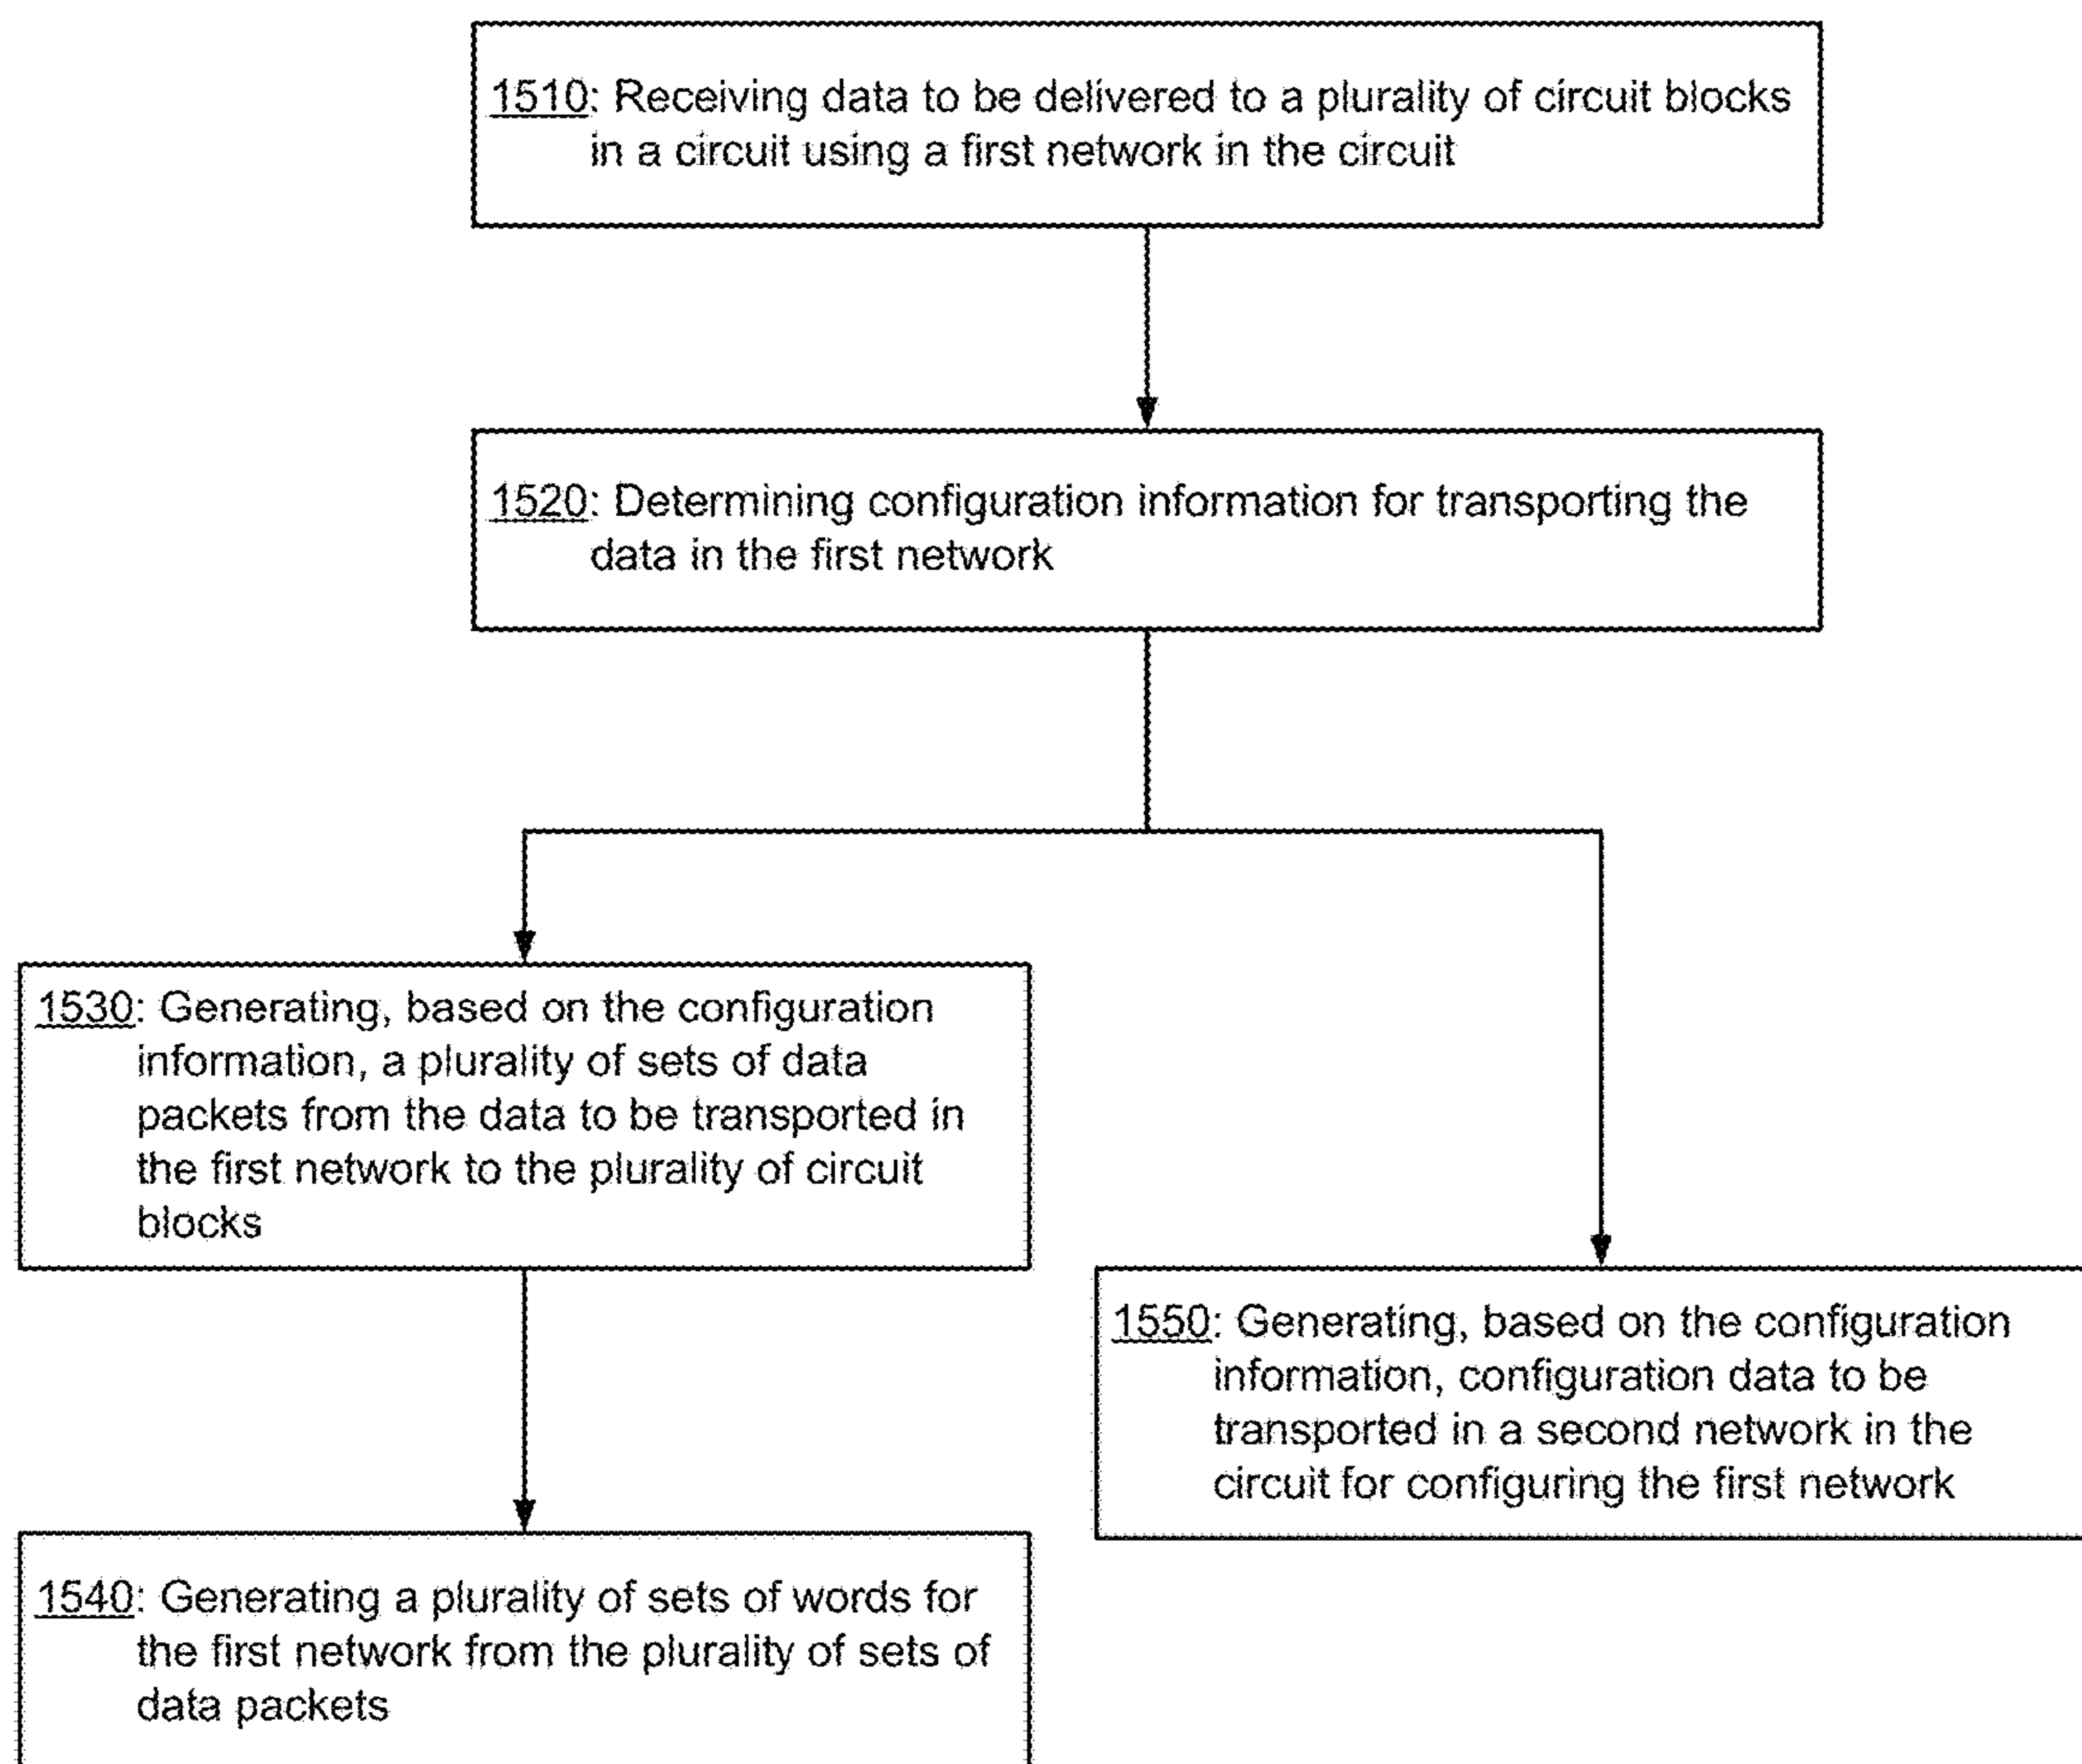 1510: Receiving data to be delivered to a plurality of circuit blocks
in a circuit using a first network in the circuit
1520: Determining configuration information for transporting the
data in the first network
1530: Generating, based on the configuration
information, a plurality of sets of data
packets from the data to be transported in
the first network to the plurality of circuit
blocks
1540: Generating a plurality of sets of words for
the first network from the plurality of sets of
data packets
1550: Generating, based on the configuration
information, configuration data to be
transported in a second network in the
circuit for configuring the first network